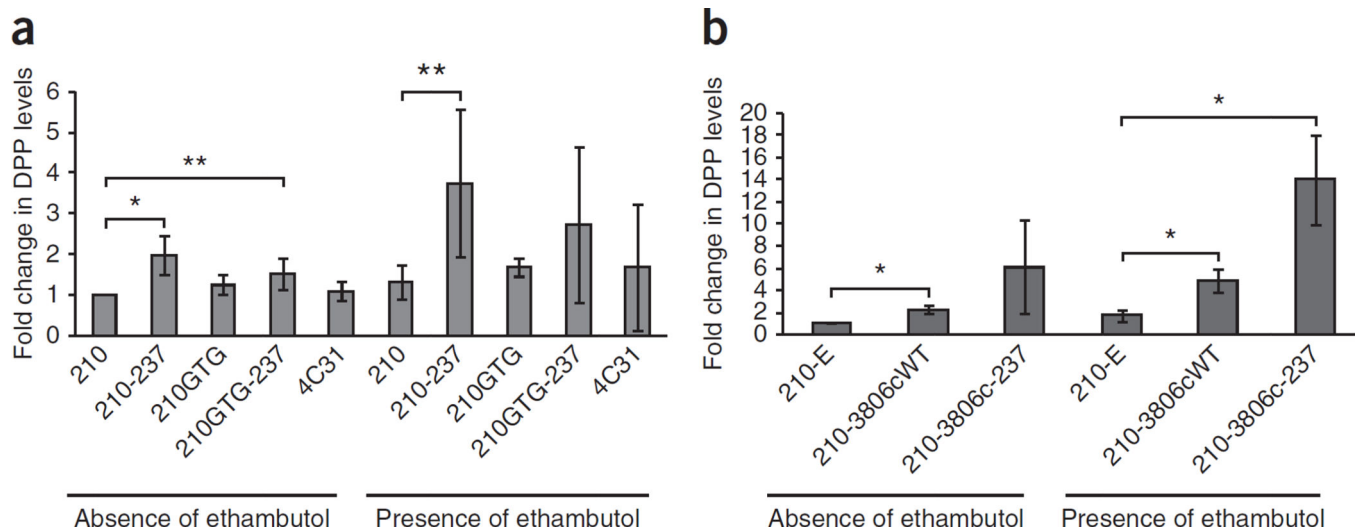 a
Fold change in DPP levels
6
5
4
3
2
1
0
**
*
**
210
210-237
210GTG
210GTG-237
4C31
210
210-237
210GTG
210GTG-237
4C31
Absence of ethambutol
Presence of ethambutol
b
Fold change in DPP levels
20
18
16
14
12
10
8
6
4
2
0
*
*
*
210-E
210-3806cWT
210-3806c-237
210-E
210-3806cWT
210-3806c-237
Absence of ethambutol
Presence of ethambutol